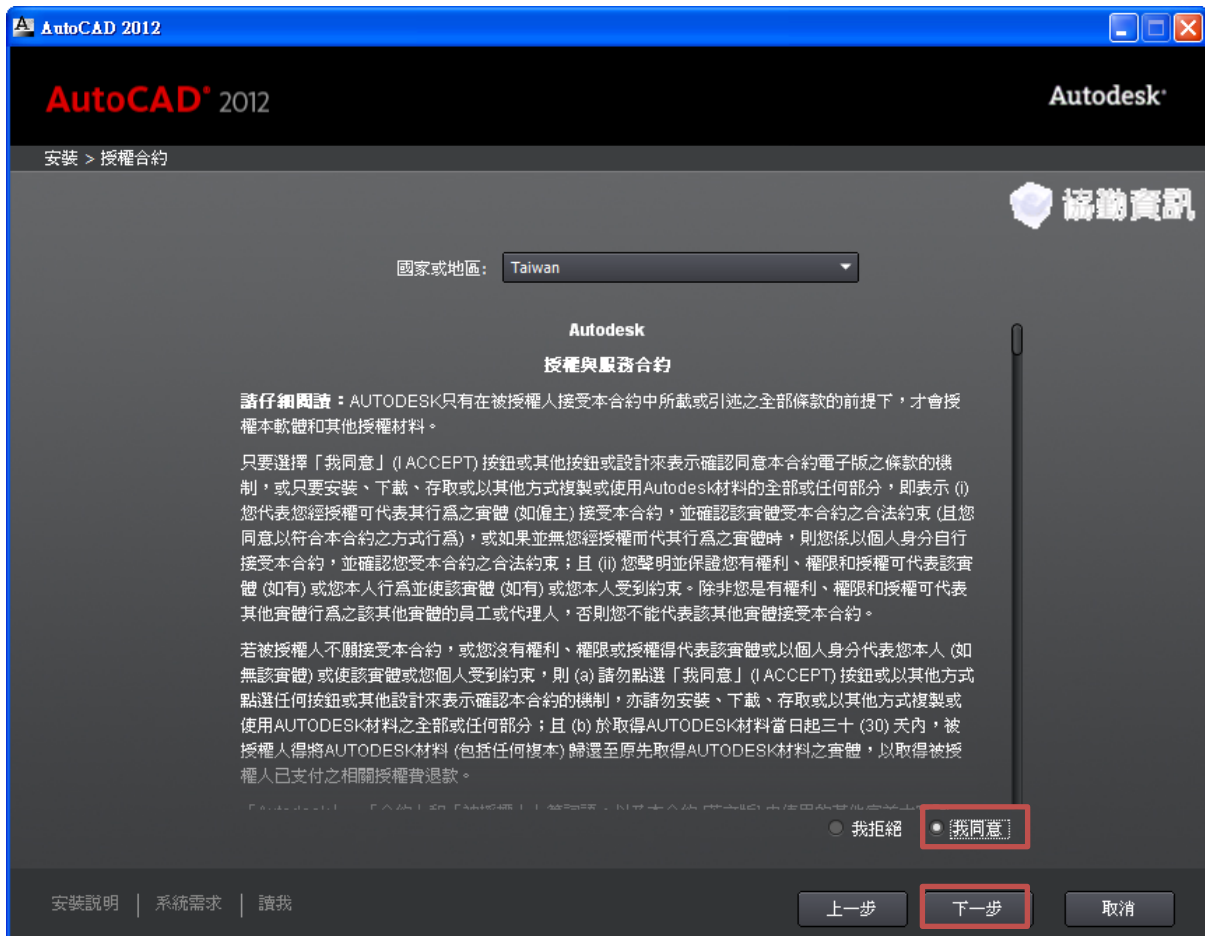 AutoCAD 2012
AutoCAD® 2012
Autodesk®
安裝 > 授權合約
協勤資訊
國家或地區: Taiwan
Autodesk
授權與服務合約
請仔細閱讀：AUTODESK只有在被授權人接受本合約中所載或引述之全部條款的前提下，才會授
權本軟體和其他授權材料。
只要選擇「我同意」(I ACCEPT) 按鈕或其他按鈕或設計來表示確認同意本合約電子版之條款的機
制，或只要安裝、下載、存取或以其他方式複製或使用Autodesk材料的全部或任何部分，即表示 (i)
您代表您經授權可代表其行為之實體 (如僱主) 接受本合約，並確認該實體受本合約之合法約束 (且您
同意以符合本合約之方式行為)，或如果並無您經授權而代其行為之實體時，則您係以個人身分自行
接受本合約，並確認您受本合約之合法約束；且 (ii) 您聲明並保證您有權利、權限和授權可代表該實
體 (如有) 或您本人行為並使該實體 (如有) 或您本人受到約束。除非您是有權利、權限和授權可代表
其他實體行為之該其他實體的員工或代理人，否則您不能代表該其他實體接受本合約。
若被授權人不願接受本合約，或您沒有權利、權限或授權得代表該實體或以個人身分代表您本人 (如
無該實體) 或使該實體或您個人受到約束，則 (a) 請勿點選「我同意」(I ACCEPT) 按鈕或以其他方式
點選任何按鈕或其他設計來表示確認本合約的機制，亦請勿安裝、下載、存取或以其他方式複製或
使用AUTODESK材料之全部或任何部分；且 (b) 於取得AUTODESK材料當日起三十 (30) 天內，被
授權人得將AUTODESK材料 (包括任何複本) 歸還至原先取得AUTODESK材料之實體，以取得被授
權人已支付之相關授權費退款。
我拒絕 我同意
安裝說明 | 系統需求 | 讀我
上一步 下一步 取消